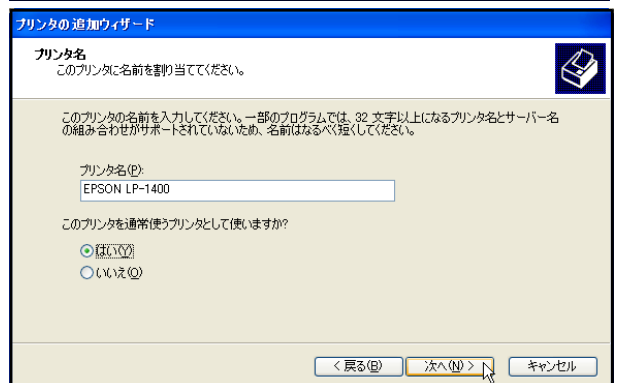 プリンタの追加ウィザード
プリンタ名
このプリンタに名前を割り当ててください。
このプリンタの名前を入力してください。一部のプログラムでは、32 文字以上になるプリンタ名とサーバー名
の組み合わせがサポートされていないため、名前はなるべく短くしてください。
プリンタ名(P):
EPSON LP-1400
このプリンタを通常使うプリンタとして使いますか?
はい(Y)
いいえ(O)
< 戻る(B)
次へ(N) >
キャンセル